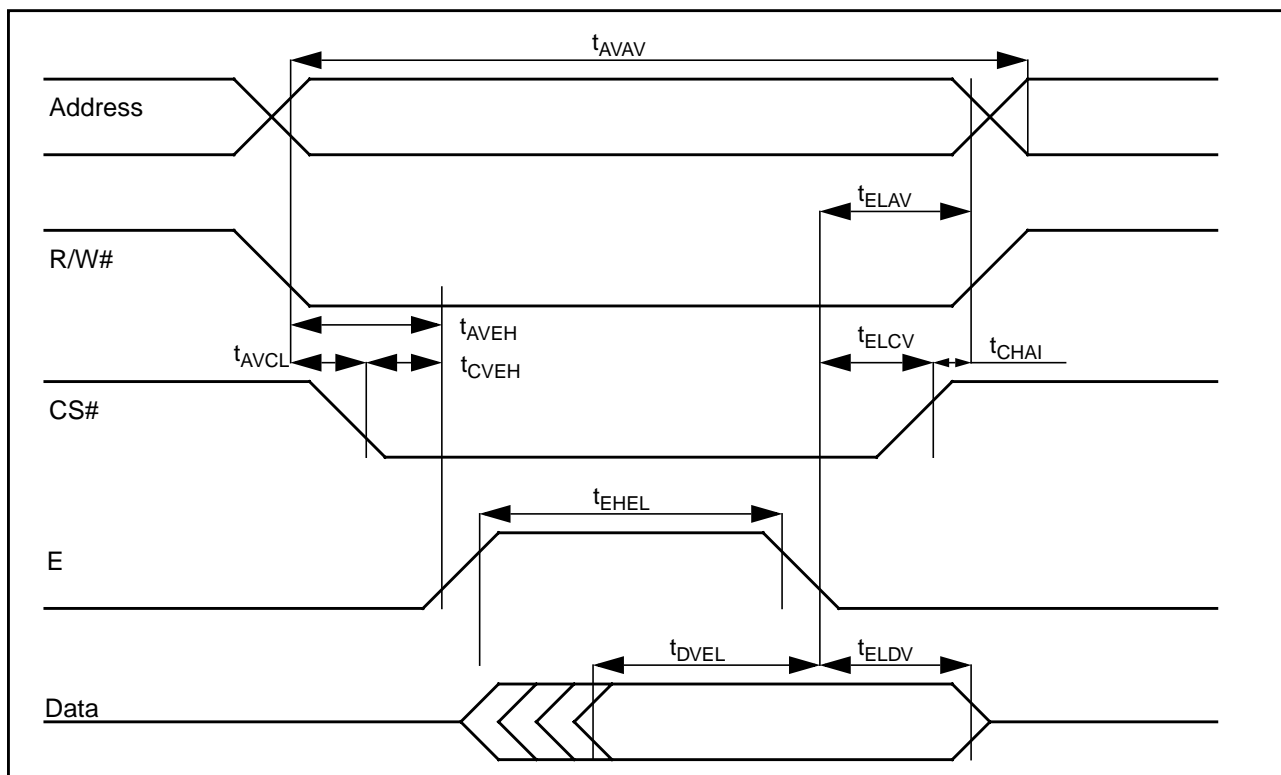 tAVAV
Address
tELAV
R/W#
tAVEH
tELCV
tCHAI
tAVCL
tCVEH
CS#
tEHEL
E
tDVEL
tELDV
Data